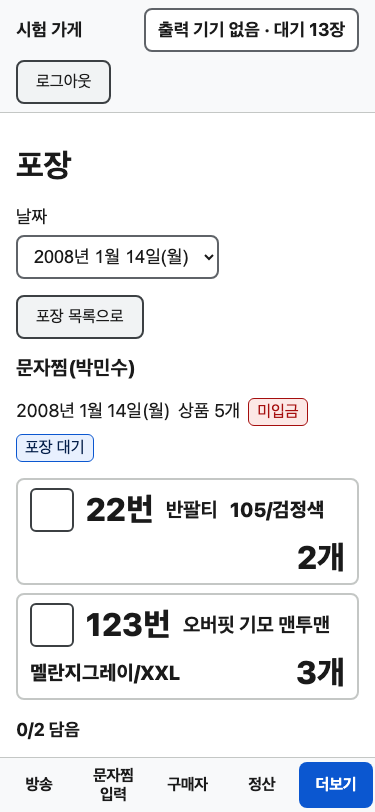 시험 가게
출력 기기 없음 · 대기 13장
로그아웃
포장
날짜
2008년 1월 14일(월)
포장 목록으로
문자찜(박민수)
2008년 1월 14일(월) 상품 5개 미입금
포장 대기
22번 반팔티 105/검정색
2개
123번 오버핏 기모 맨투맨
멜란지그레이/XXL 3개
0/2 담음
방송 문자찜 입력 구매자 정산 더보기